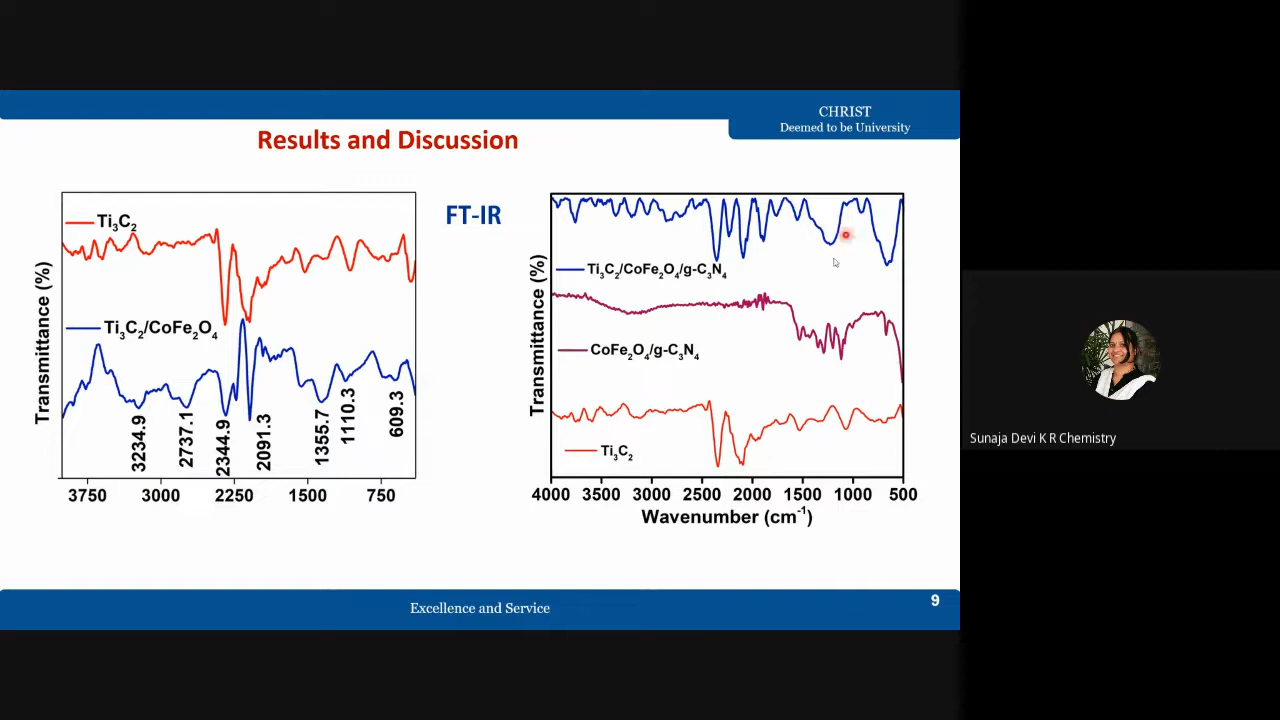 CHRIST
Deemed to be University
Results and Discussion
FT-IR
Ti₃C₂
Ti₃C₂/CoFe₂O₄
Transmittance (%)
3234.9
2737.1
2344.9
2091.3
1355.7
1110.3
609.3
3750 3000 2250 1500 750
Ti₃C₂/CoFe₂O₄/g-C₃N₄
CoFe₂O₄/g-C₃N₄
Ti₃C₂
Transmittance (%)
4000 3500 3000 2500 2000 1500 1000 500
Wavenumber (cm⁻¹)
Sunaja Devi K R Chemistry
Excellence and Service
9